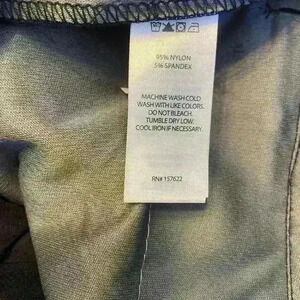 95% NYLON
5% SPANDEX
MACHINE WASH COLD
WASH WITH LIKE COLORS.
DO NOT BLEACH.
TUMBLE DRY LOW.
COOL IRON IF NECESSARY.
RN# 157622